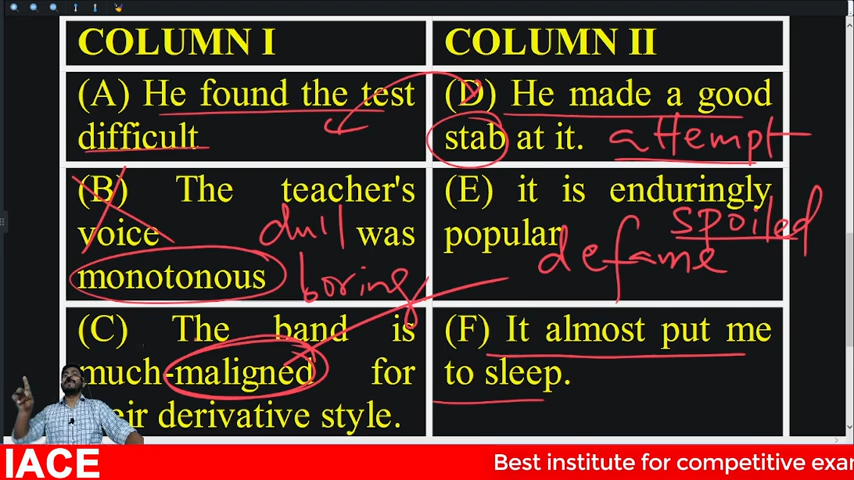 COLUMN I
COLUMN II
(A) He found the test
difficult
(D) He made a good
stab at it.
attempt
(B) The teacher's
voice was
monotonous
dull
boring
(E) it is enduringly
popular
spoiled
defame
(C) The band is
much-maligned for
their derivative style.
(F) It almost put me
to sleep.
IACE
Best institute for competitive exa